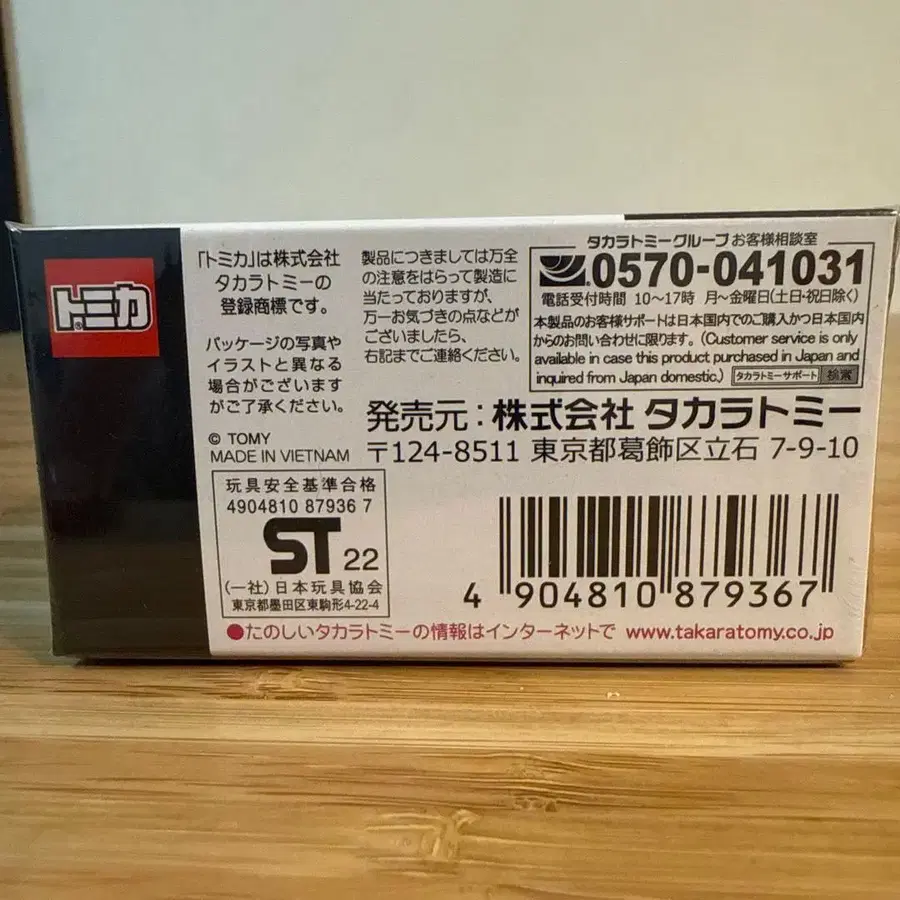 トミカ®
「トミカ」は株式会社
タカラトミーの
登録商標です。
パッケージの写真や
イラストと異なる
場合がございます
がご了承ください。
© TOMY
MADE IN VIETNAM
製品につきましては万全
の注意をはらって製造に
当たっておりますが、
万一お気づきの点などが
ございましたら、
右記までご連絡ください。
タカラトミーグループ お客様相談室
0570-041031
電話受付時間 10〜17時 月〜金曜日(土日・祝日除く)
本製品のお客様サポートは日本国内でのご購入かつ日本国内
からのお問い合わせに限ります。(Customer service is only
available in case this product purchased in Japan and
inquired from Japan domestic.) タカラトミーサポート 検索
発売元:株式会社 タカラトミー
〒124-8511 東京都葛飾区立石 7-9-10
玩具安全基準合格
4904810 87936 7
ST 22
(一社)日本玩具協会
東京都墨田区東駒形4-22-4
4 904810 879367
●たのしいタカラトミーの情報はインターネットで www.takaratomy.co.jp